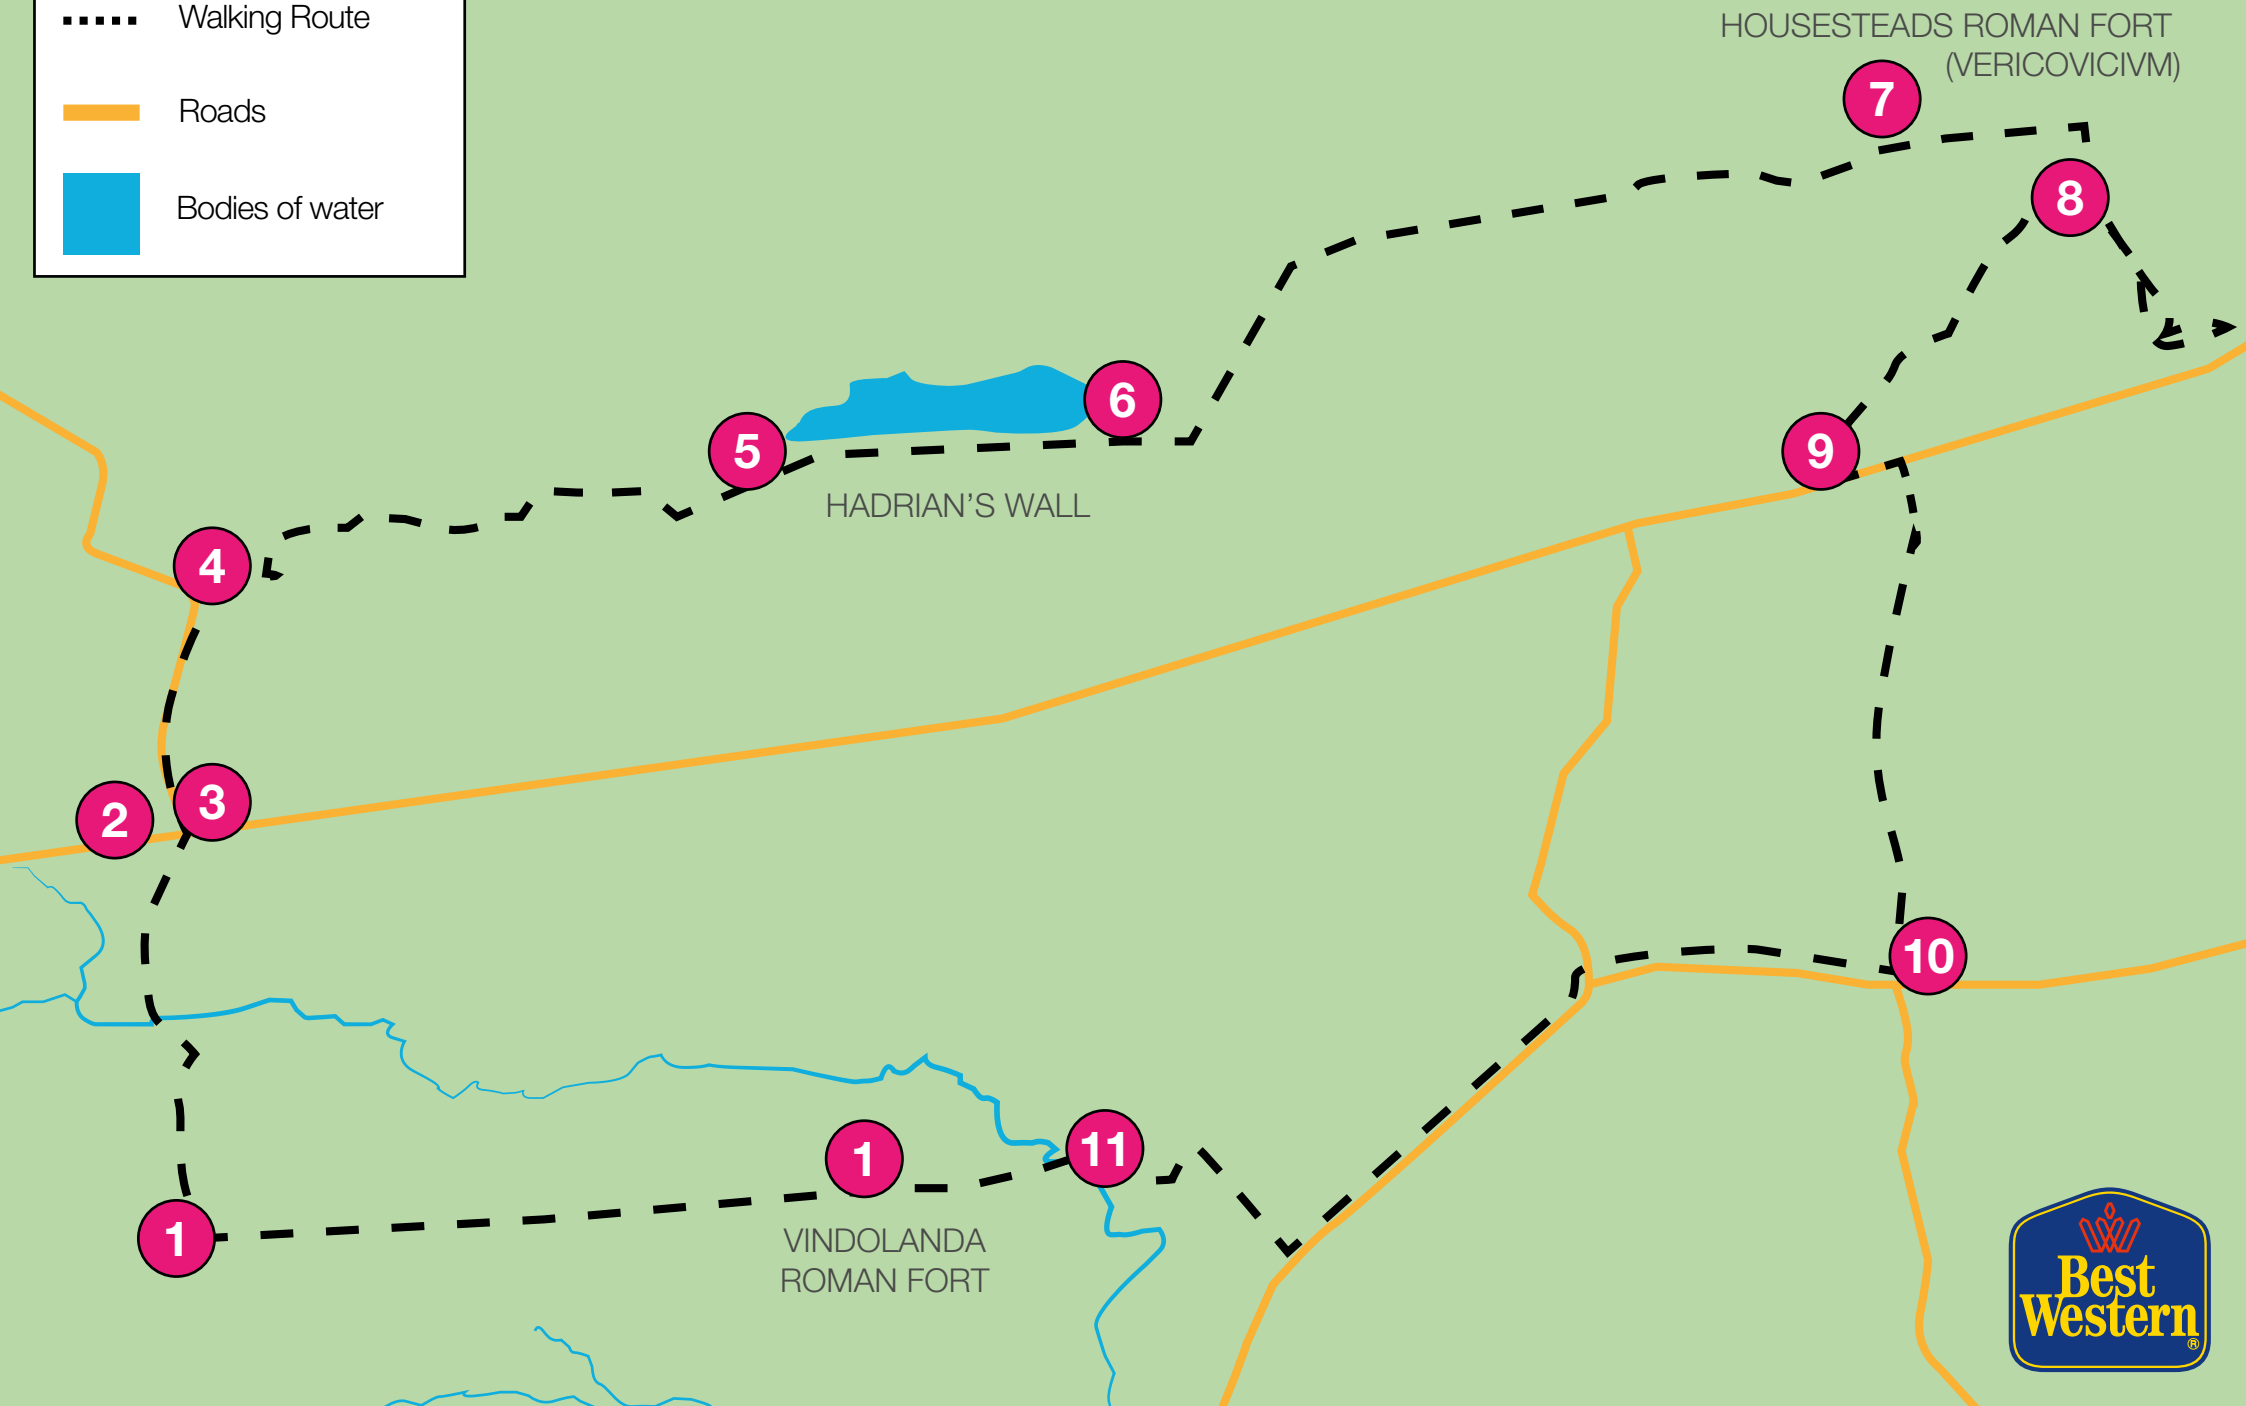 Walking Route
Roads
Bodies of water
HOUSESTEADS ROMAN FORT
(VERICOVICIVM)
7
8
6
5
9
HADRIAN'S WALL
4
3
2
10
11
1
1
VINDOLANDA
ROMAN FORT
Best
Western
®